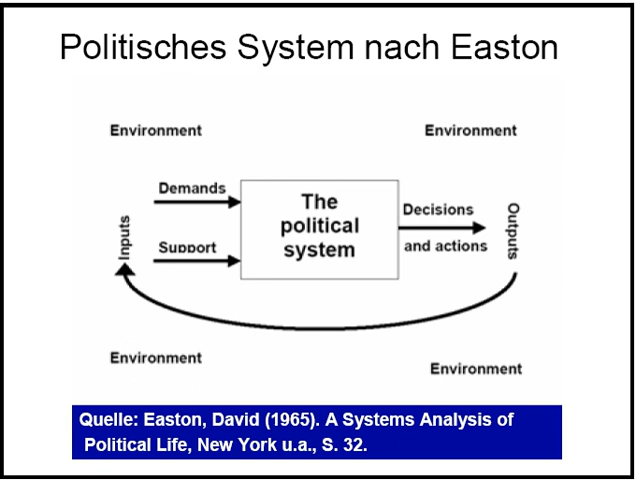 Politisches System nach Easton
Environment
Environment
Demands
The
political
system
Decisions
Inputs
Outputs
Support
and actions
Environment
Environment
Quelle: Easton, David (1965). A Systems Analysis of
Political Life, New York u.a., S. 32.